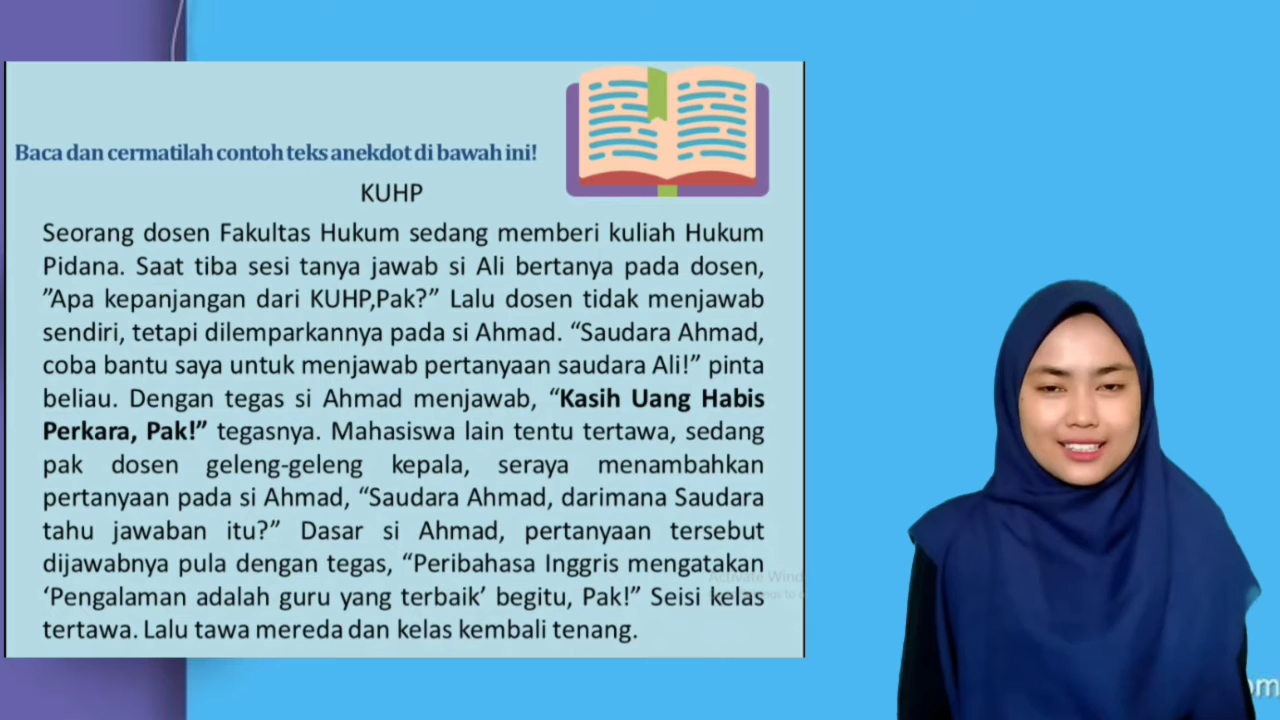 Baca dan cermatilah contoh teks anekdot di bawah ini!
KUHP
Seorang dosen Fakultas Hukum sedang memberi kuliah Hukum
Pidana. Saat tiba sesi tanya jawab si Ali bertanya pada dosen,
”Apa kepanjangan dari KUHP,Pak?” Lalu dosen tidak menjawab
sendiri, tetapi dilemparkannya pada si Ahmad. “Saudara Ahmad,
coba bantu saya untuk menjawab pertanyaan saudara Ali!” pinta
beliau. Dengan tegas si Ahmad menjawab, “Kasih Uang Habis
Perkara, Pak!” tegasnya. Mahasiswa lain tentu tertawa, sedang
pak dosen geleng-geleng kepala, seraya menambahkan
pertanyaan pada si Ahmad, “Saudara Ahmad, darimana Saudara
tahu jawaban itu?” Dasar si Ahmad, pertanyaan tersebut
dijawabnya pula dengan tegas, “Peribahasa Inggris mengatakan
‘Pengalaman adalah guru yang terbaik’ begitu, Pak!” Seisi kelas
tertawa. Lalu tawa mereda dan kelas kembali tenang.
Activate Wind